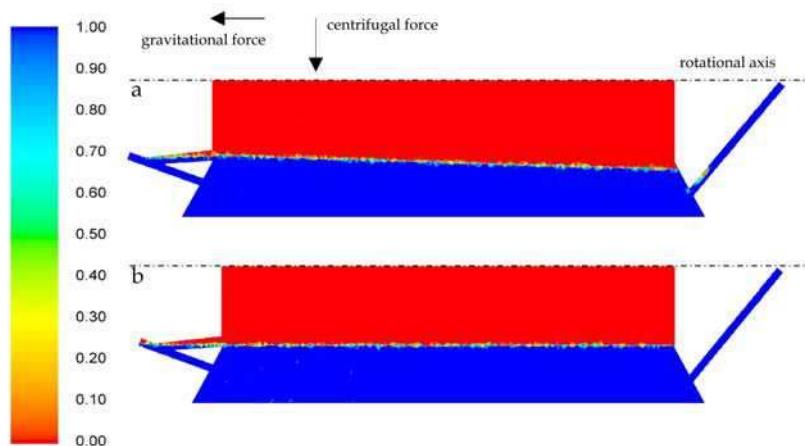 1.00
0.90
0.80
0.70
0.60
0.50
0.40
0.30
0.20
0.10
0.00
gravitational force
centrifugal force
rotational axis
a
b